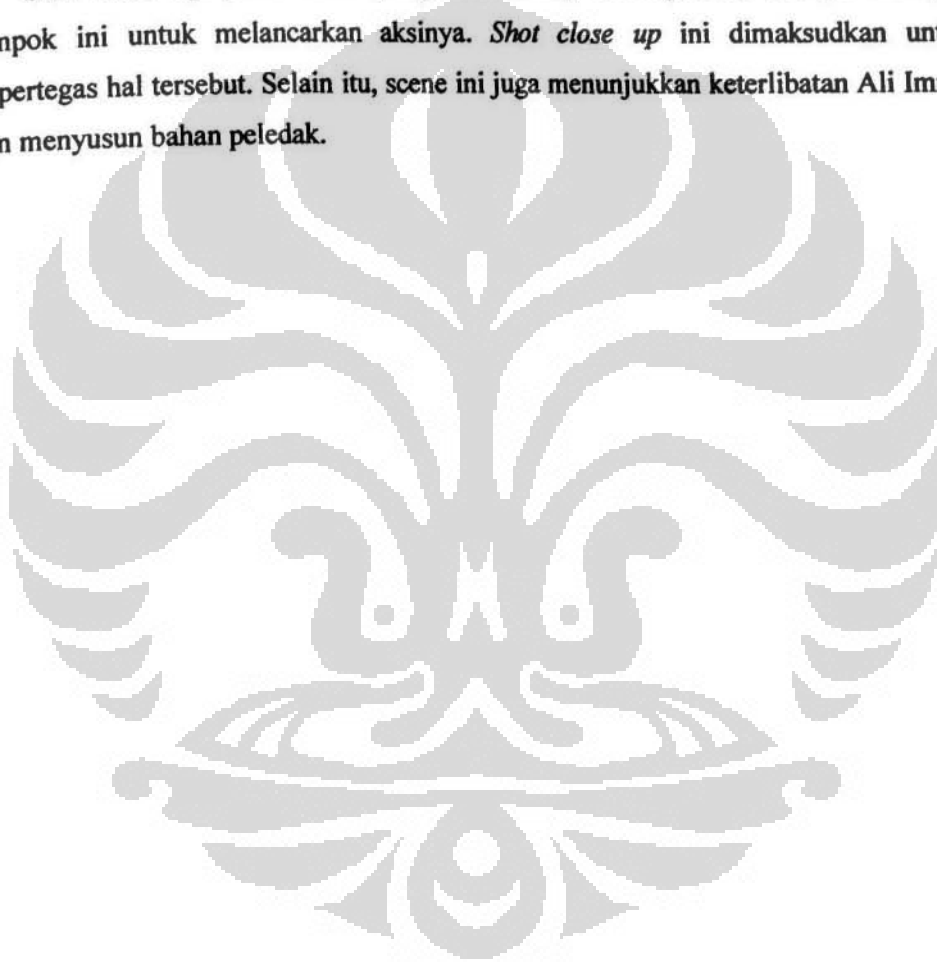 npok ini untuk melancarkan aksinya. Shot close up ini dimaksudkan un
pertegas hal tersebut. Selain itu, scene ini juga menunjukkan keterlibatan Ali Im
n menyusun bahan peledak.